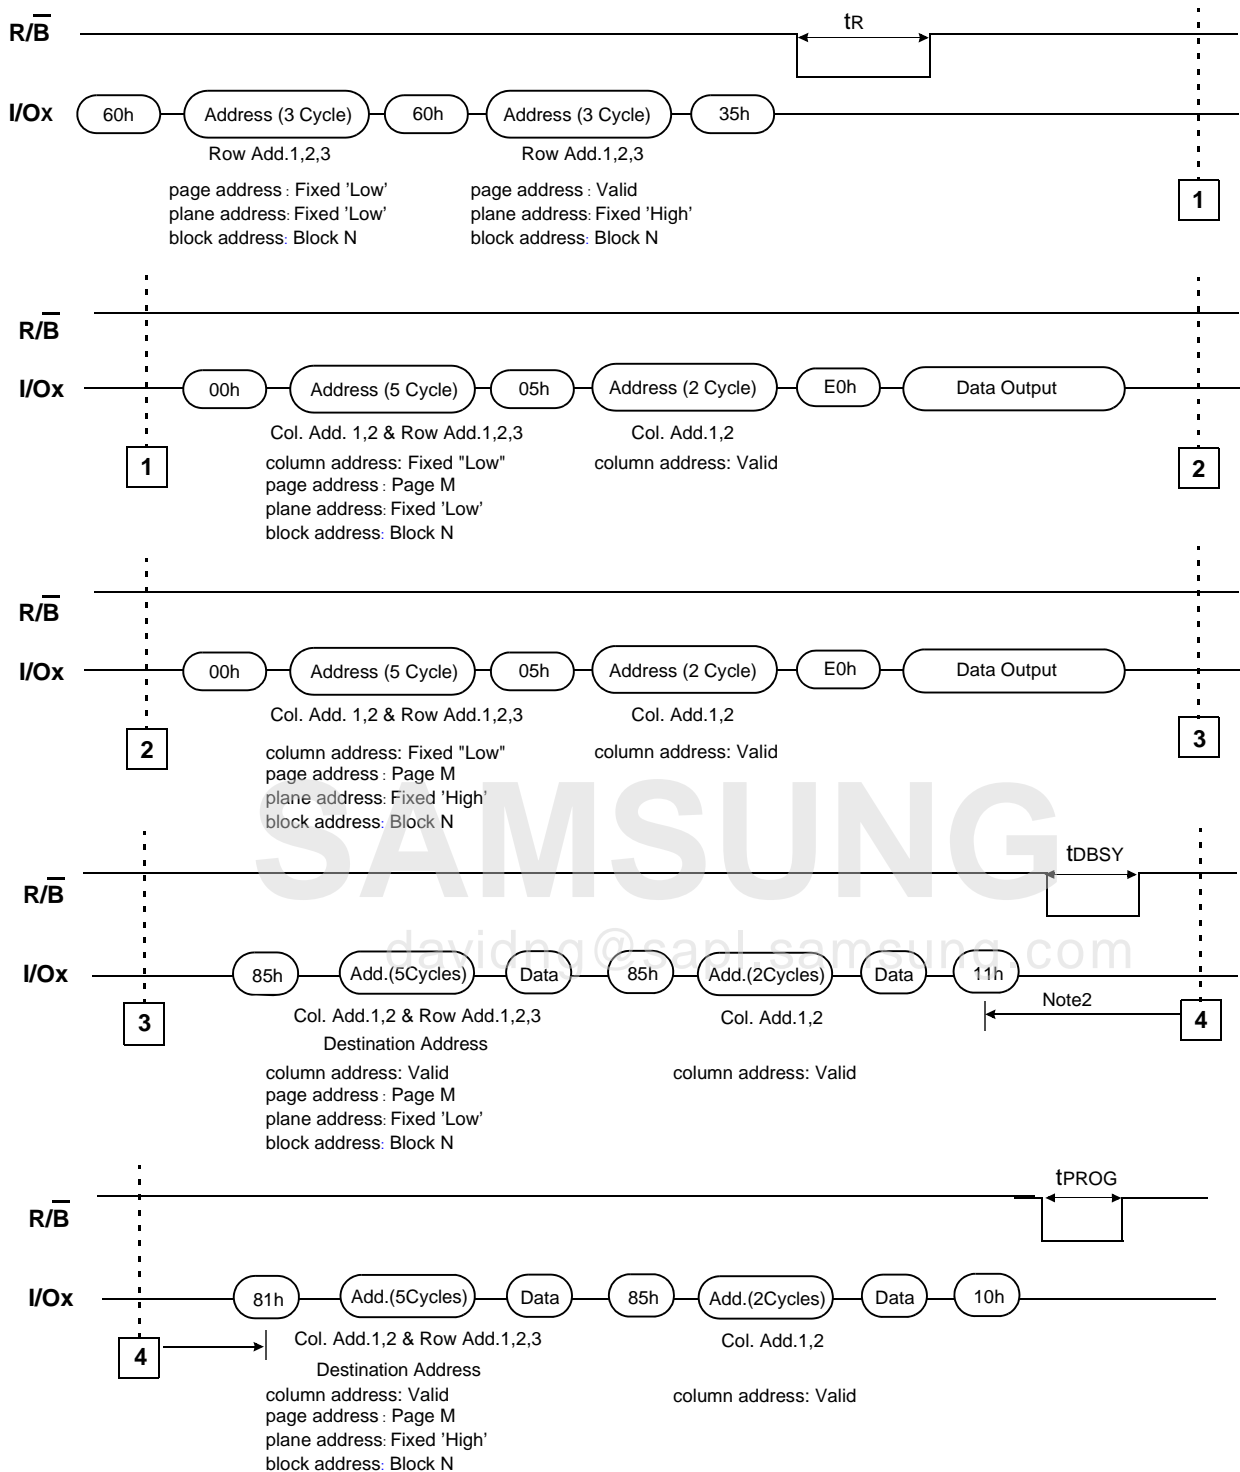 tR
R/B
I/Ox 60h Address (3 Cycle) 60h Address (3 Cycle) 35h
Row Add.1,2,3 Row Add.1,2,3
page address : Fixed 'Low' page address : Valid
plane address: Fixed 'Low' plane address: Fixed 'High'
block address: Block N block address: Block N
1
R/B
I/Ox 00h Address (5 Cycle) 05h Address (2 Cycle) E0h Data Output
Col. Add. 1,2 & Row Add.1,2,3 Col. Add.1,2
1 column address: Fixed "Low" column address: Valid 2
page address : Page M
plane address: Fixed 'Low'
block address: Block N
R/B
I/Ox 00h Address (5 Cycle) 05h Address (2 Cycle) E0h Data Output
Col. Add. 1,2 & Row Add.1,2,3 Col. Add.1,2
2 column address: Fixed "Low" column address: Valid 3
page address : Page M
plane address: Fixed 'High'
block address: Block N
SAMSUNG
tDBSY
R/B
davidng@sapl.samsung.com
I/Ox 85h Add.(5Cycles) Data 85h Add.(2Cycles) Data 11h
Note2
3 Col. Add.1,2 & Row Add.1,2,3 Col. Add.1,2 4
Destination Address
column address: Valid column address: Valid
page address : Page M
plane address: Fixed 'Low'
block address: Block N
tPROG
R/B
I/Ox 81h Add.(5Cycles) Data 85h Add.(2Cycles) Data 10h
4 Col. Add.1,2 & Row Add.1,2,3 Col. Add.1,2
Destination Address
column address: Valid column address: Valid
page address : Page M
plane address: Fixed 'High'
block address: Block N